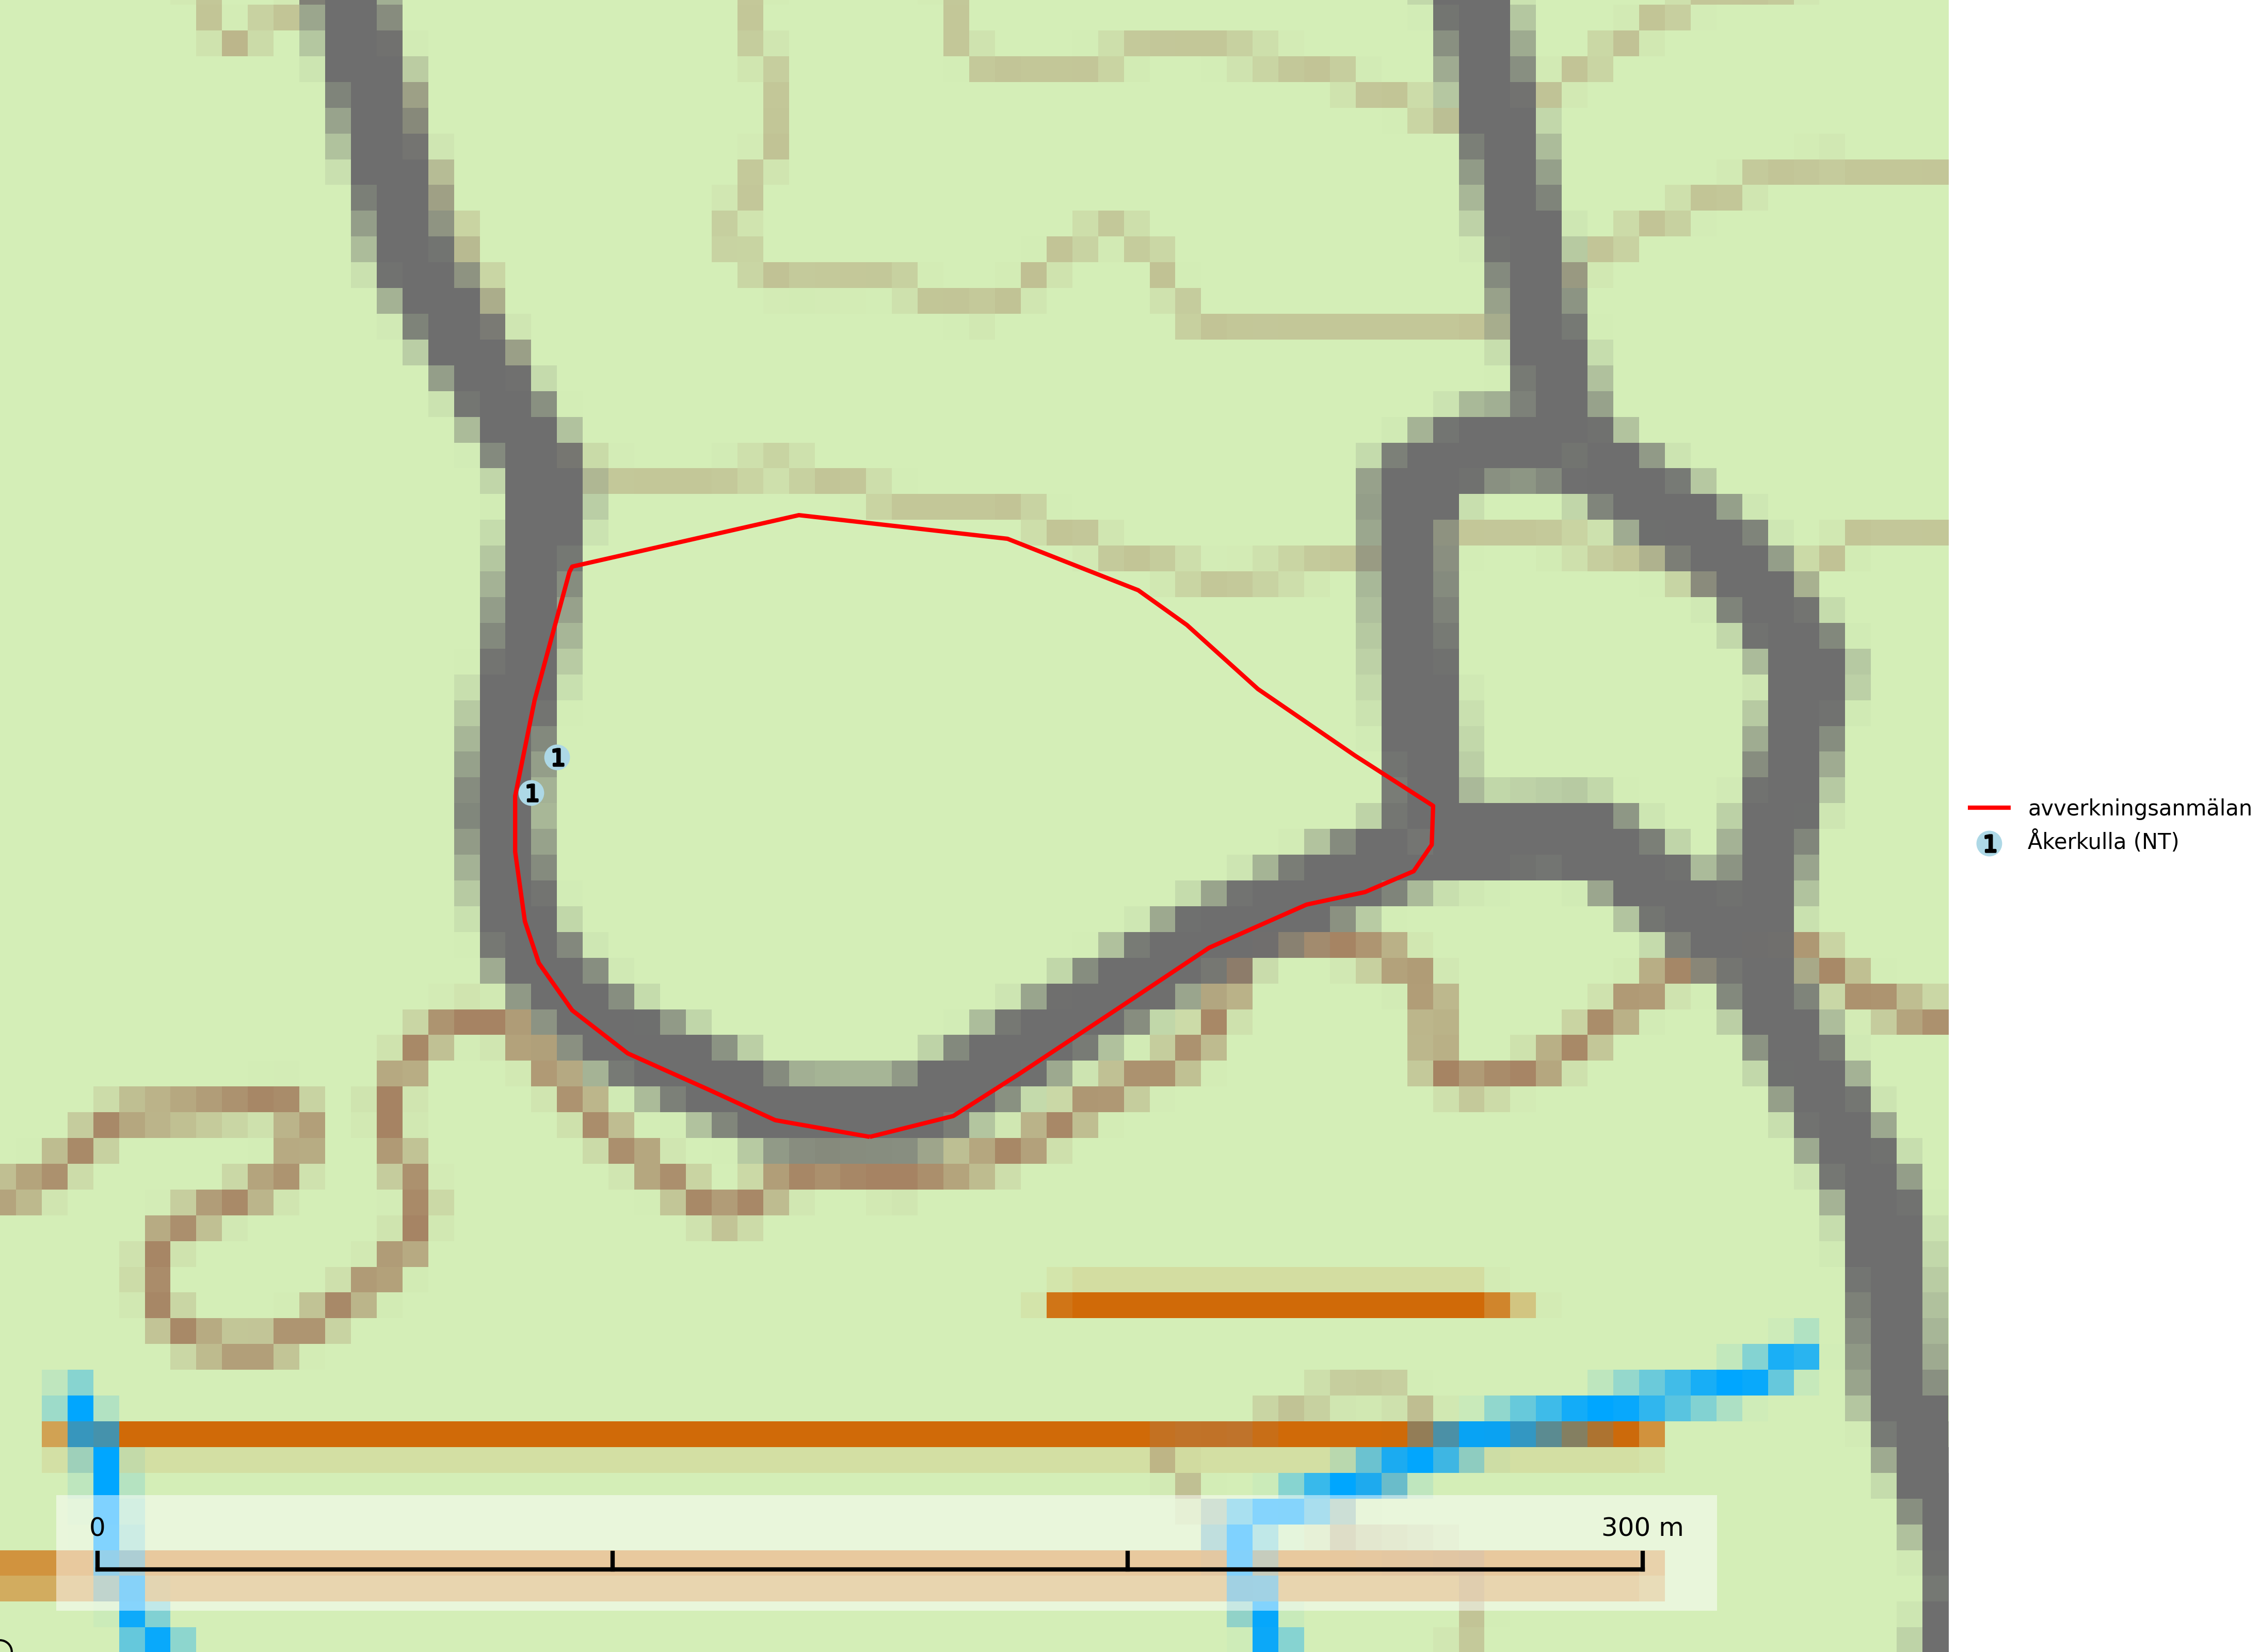 1
1
avverkningsanmälan
1 Åkerkulla (NT)
0 300 m